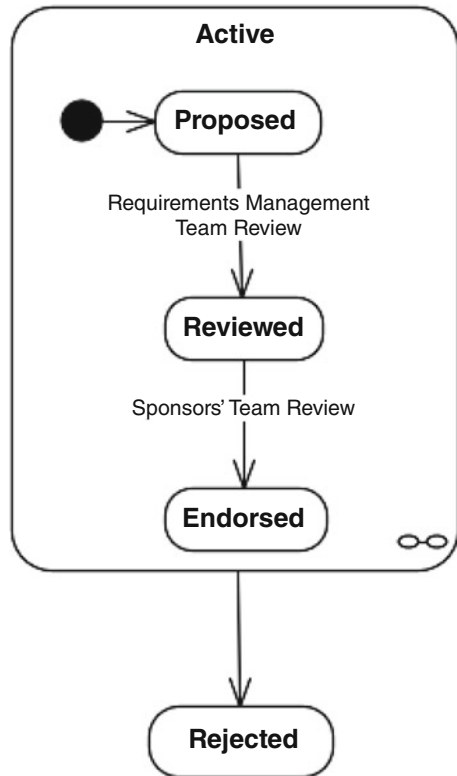 Active
Proposed
Requirements Management
Team Review
Reviewed
Sponsors’ Team Review
Endorsed
Rejected